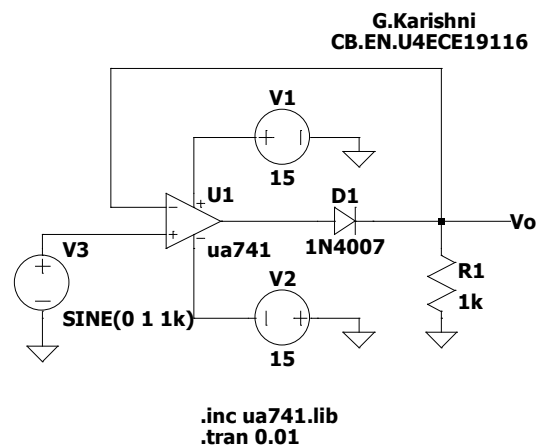 G.Karishni
CB.EN.U4ECE19116
V1
15
U1
ua741
D1
1N4007
Vo
V3
SINE(0 1 1k)
V2
15
R1
1k
.inc ua741.lib
.tran 0.01